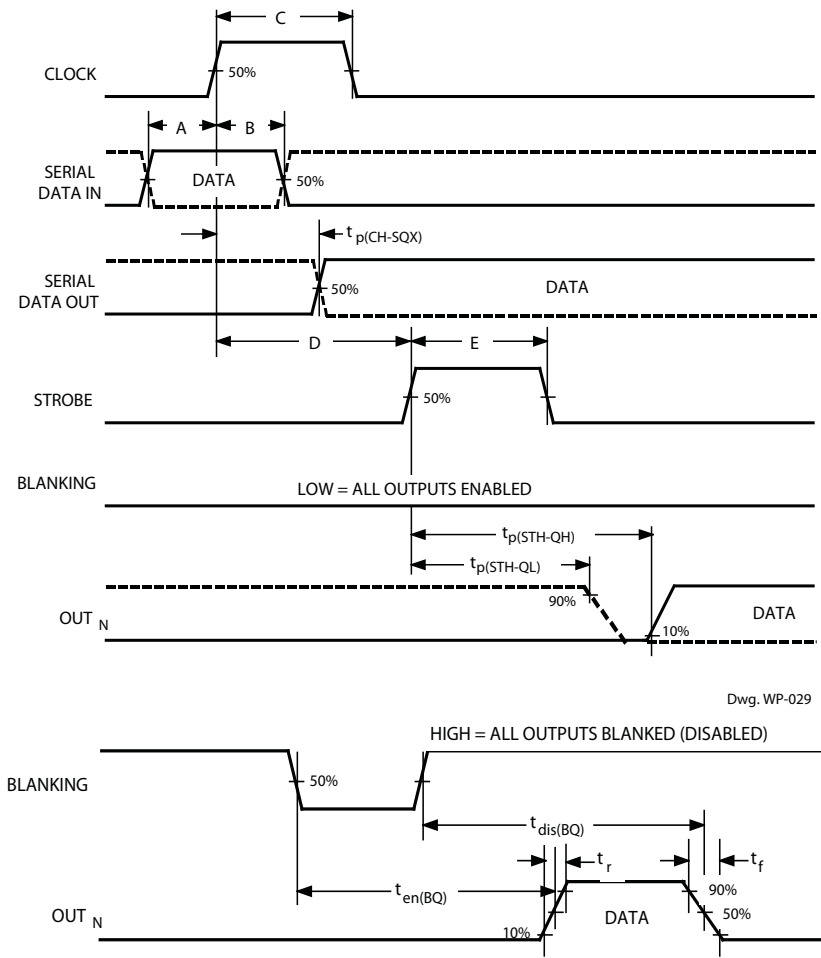 C
CLOCK
50%
A
B
SERIAL
DATA IN
DATA
50%
t p(CH-SQX)
SERIAL
DATA OUT
50%
DATA
D
E
STROBE
50%
BLANKING
LOW = ALL OUTPUTS ENABLED
t p(STH-QH)
t p(STH-QL)
90%
OUT N
10%
DATA
Dwg. WP-029
HIGH = ALL OUTPUTS BLANKED (DISABLED)
BLANKING
50%
t dis(BQ)
t r
t f
t en(BQ)
OUT N
10%
DATA
90%
50%